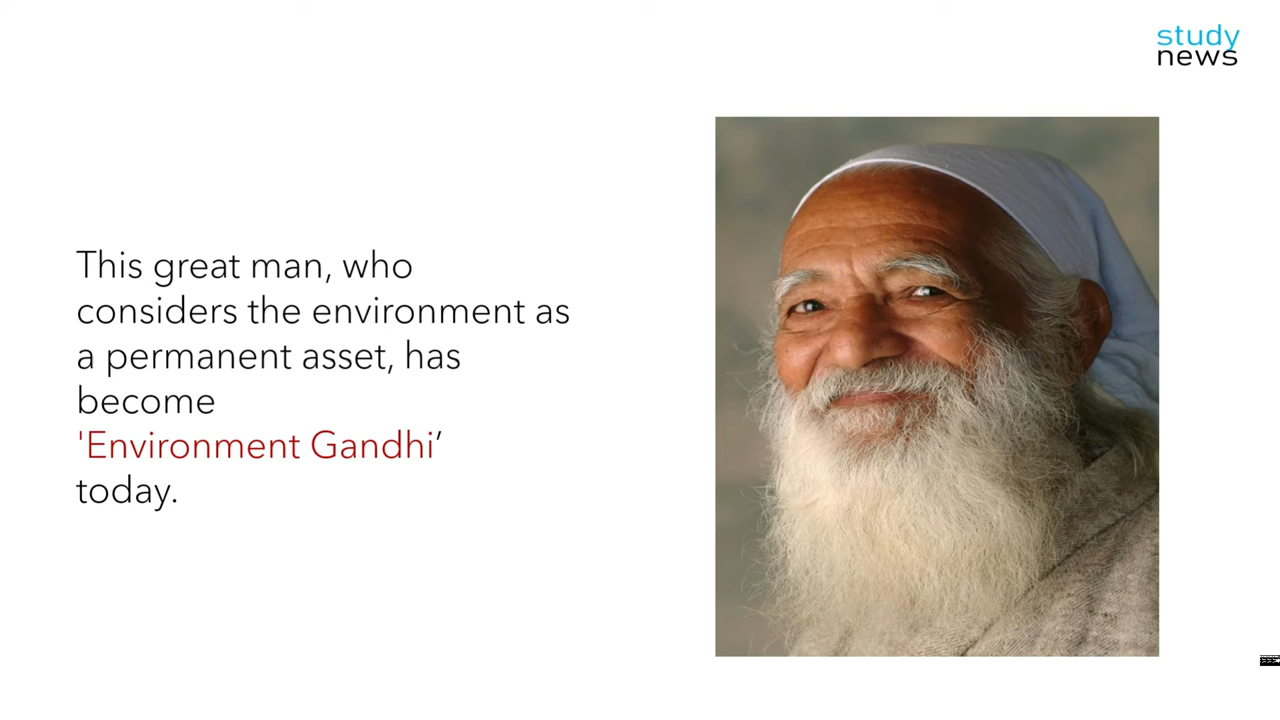 study
news
This great man, who
considers the environment as
a permanent asset, has
become
'Environment Gandhi’
today.